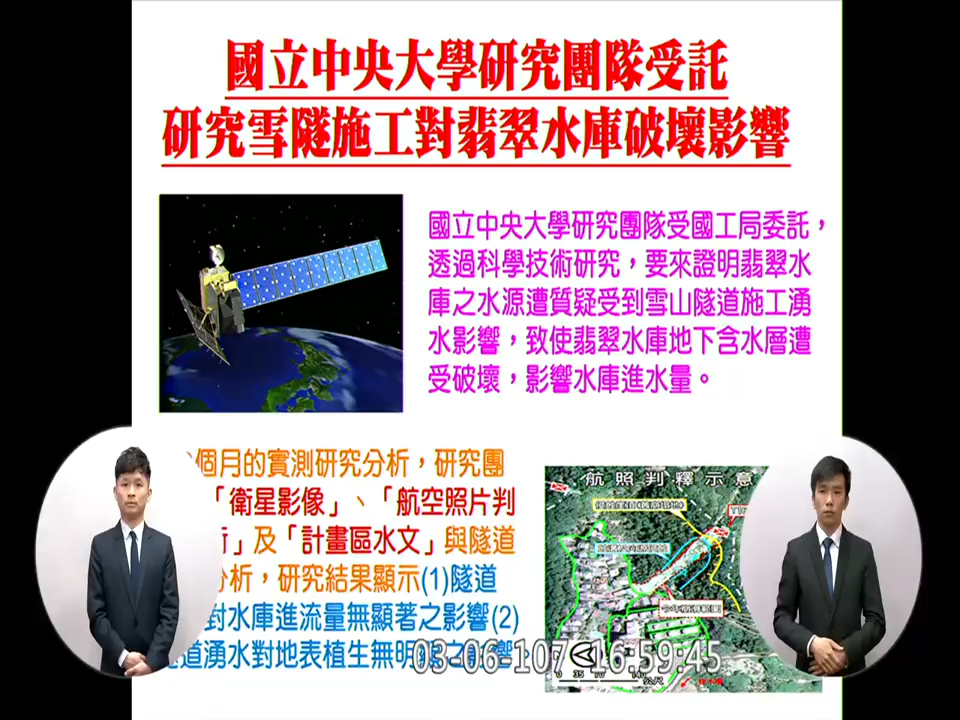 國立中央大學研究團隊受託
研究雪隧施工對翡翠水庫破壞影響
國立中央大學研究團隊受國工局委託，
透過科學技術研究，要來證明翡翠水
庫之水源遭質疑受到雪山隧道施工湧
水影響，致使翡翠水庫地下含水層遭
受破壞，影響水庫進水量。
個月的實測研究分析，研究團
「衛星影像」、「航空照片判
」及「計畫區水文」與隧道
分析，研究結果顯示(1)隧道
對水庫進流量無顯著之影響(2)
道湧水對地表植生無明顯之影響
航照判釋示意
03-06-107 16:59:45